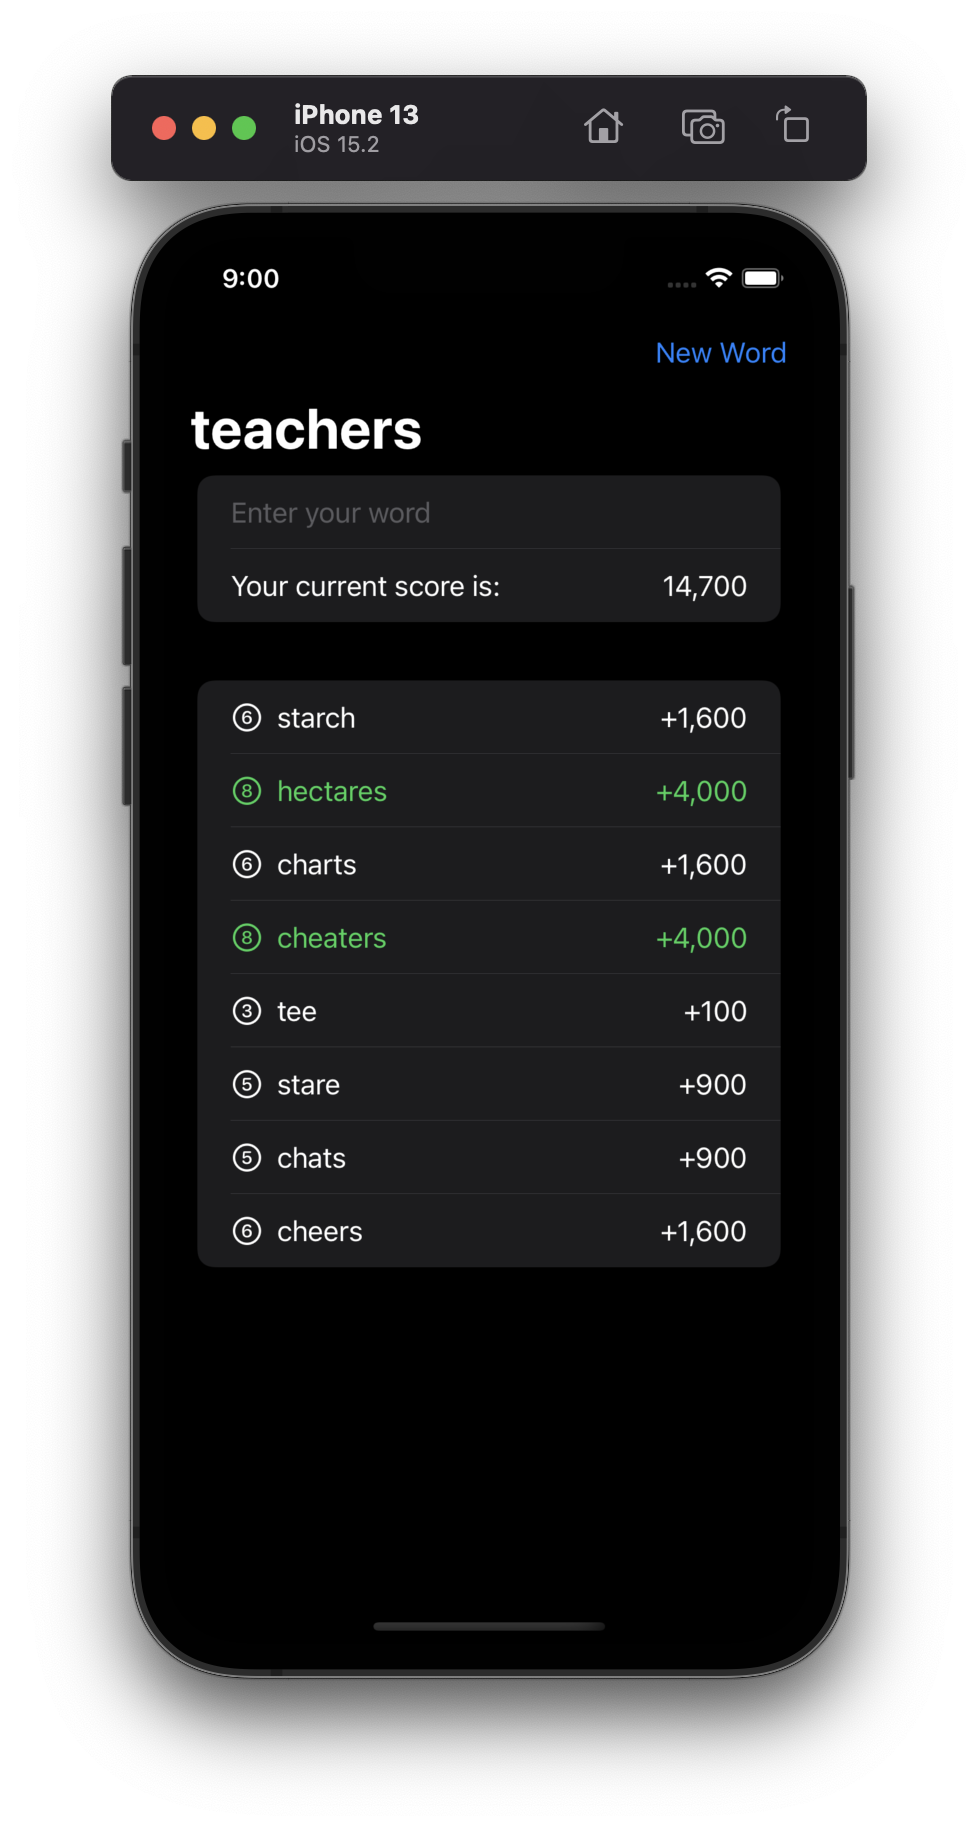 iPhone 13
iOS 15.2
9:00
New Word
teachers
Enter your word
Your current score is: 14,700
6 starch +1,600
8 hectares +4,000
6 charts +1,600
8 cheaters +4,000
3 tee +100
5 stare +900
5 chats +900
6 cheers +1,600